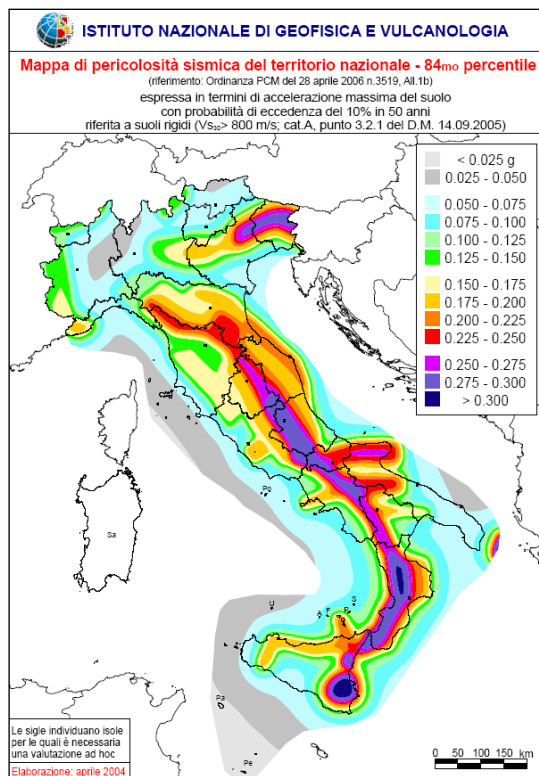 ISTITUTO NAZIONALE DI GEOFISICA E VULCANOLOGIA
Mappa di pericolosità sismica del territorio nazionale - 84mo percentile
(riferimento: Ordinanza PCM del 28 aprile 2006 n.3519, All.1b)
espressa in termini di accelerazione massima del suolo
con probabilità di eccedenza del 10% in 50 anni
riferita a suoli rigidi (Vs30> 800 m/s; cat.A, punto 3.2.1 del D.M. 14.09.2005)
< 0.025 g
0.025 - 0.050
0.050 - 0.075
0.075 - 0.100
0.100 - 0.125
0.125 - 0.150
0.150 - 0.175
0.175 - 0.200
0.200 - 0.225
0.225 - 0.250
0.250 - 0.275
0.275 - 0.300
> 0.300
Po
Sa
U
S
A F P
Pa
Pe
Le sigle individuano isole
per le quali è necessaria
una valutazione ad hoc
Elaborazione: aprile 2004
0 50 100 150 km